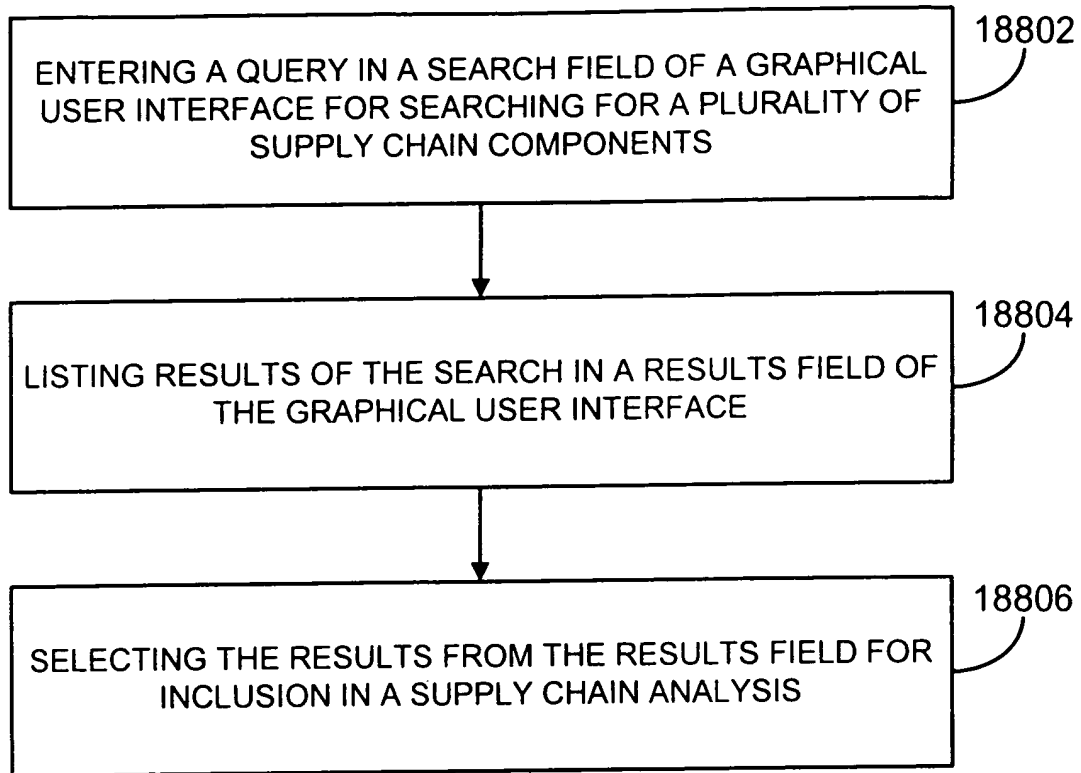 18802
ENTERING A QUERY IN A SEARCH FIELD OF A GRAPHICAL
USER INTERFACE FOR SEARCHING FOR A PLURALITY OF
SUPPLY CHAIN COMPONENTS
18804
LISTING RESULTS OF THE SEARCH IN A RESULTS FIELD OF
THE GRAPHICAL USER INTERFACE
18806
SELECTING THE RESULTS FROM THE RESULTS FIELD FOR
INCLUSION IN A SUPPLY CHAIN ANALYSIS